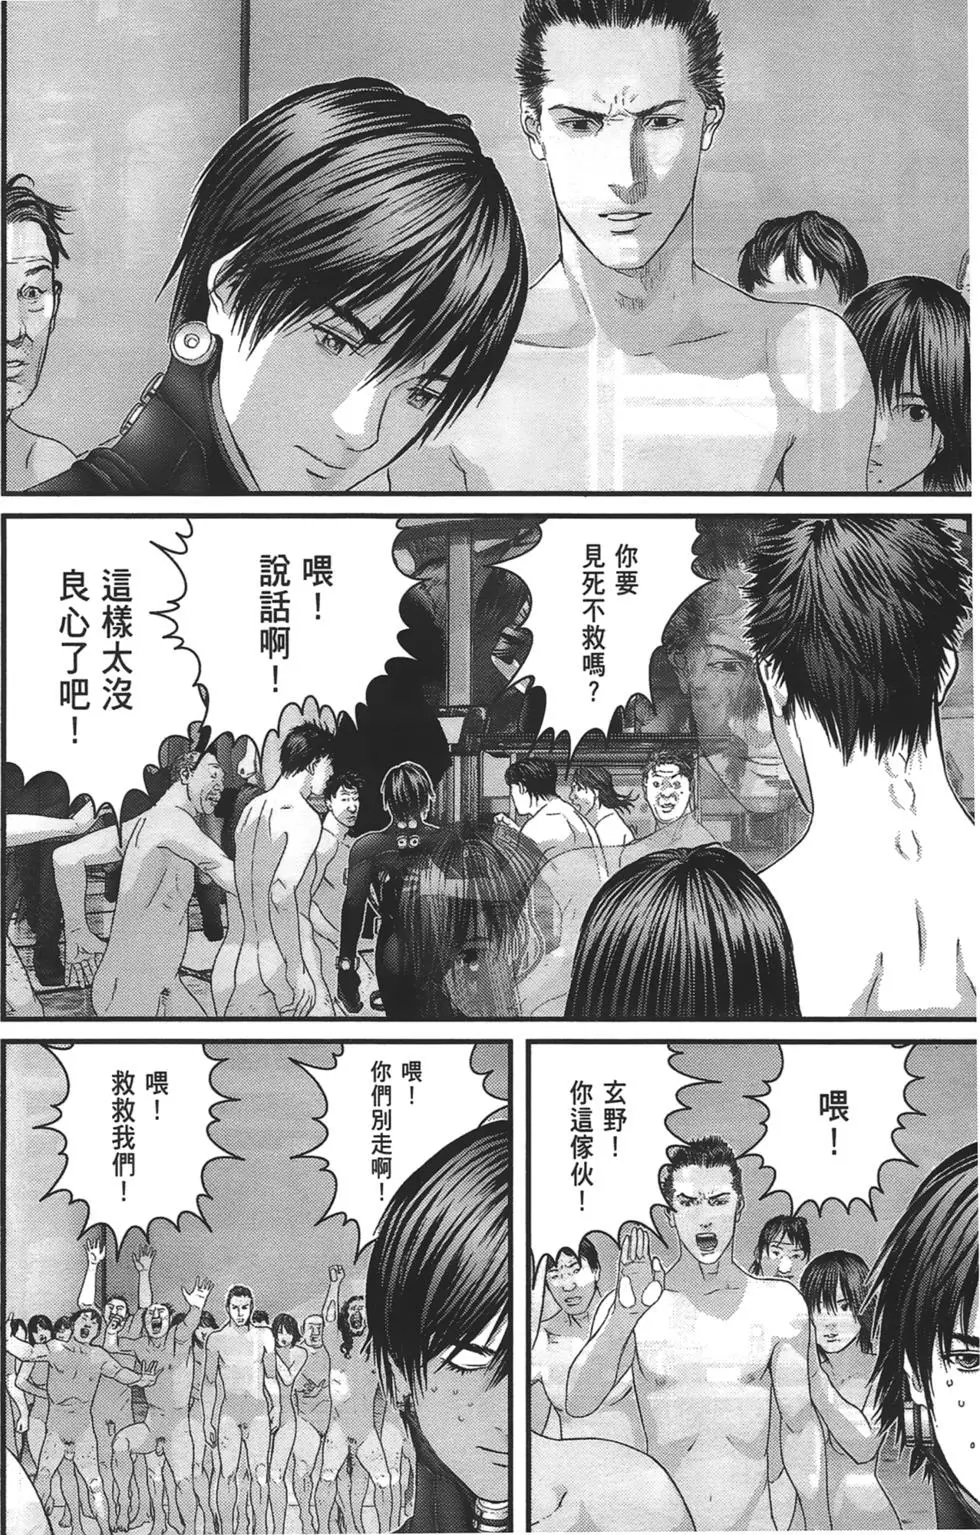 你要
見死不救嗎？
喂！
說話啊！
這樣太沒
良心了吧！
喂！
玄野！
你這傢伙！
喂！
你們別走啊！
喂！
救救我們！